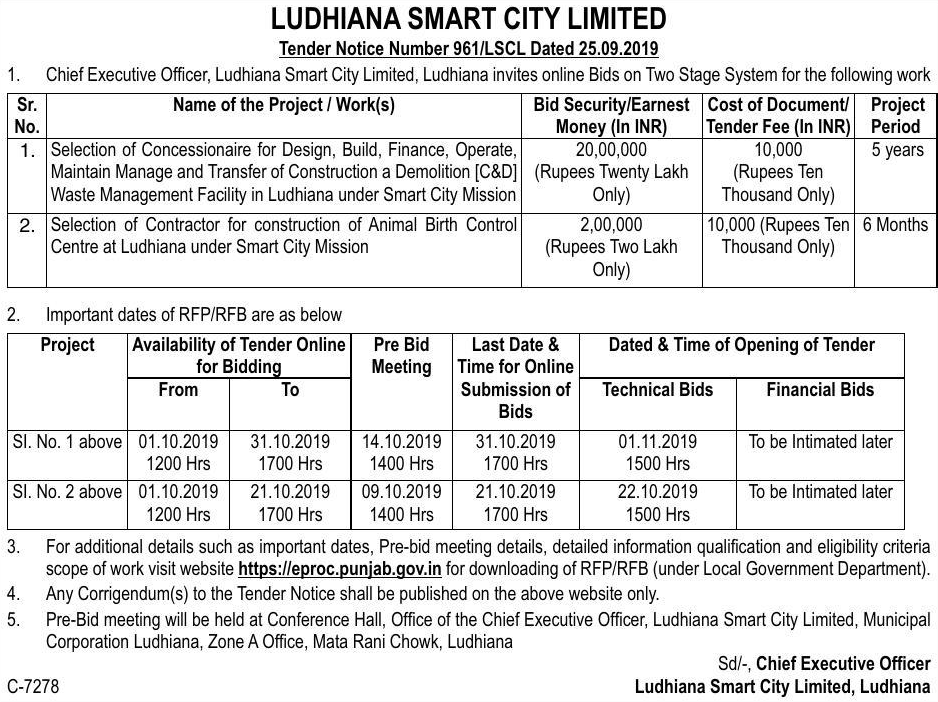 LUDHIANA SMART CITY LIMITED
Tender Notice Number 961/LSCL Dated 25.09.2019
1. Chief Executive Officer, Ludhiana Smart City Limited, Ludhiana invites online Bids on Two Stage System for the following work
Sr. No. Name of the Project / Work(s) Bid Security/Earnest Money (In INR) Cost of Document/ Tender Fee (In INR) Project Period
1. Selection of Concessionaire for Design, Build, Finance, Operate, 20,00,000 10,000 5 years
Maintain Manage and Transfer of Construction a Demolition [C&D] (Rupees Twenty Lakh (Rupees Ten
Waste Management Facility in Ludhiana under Smart City Mission Only) Thousand Only)
2. Selection of Contractor for construction of Animal Birth Control 2,00,000 10,000 (Rupees Ten 6 Months
Centre at Ludhiana under Smart City Mission (Rupees Two Lakh Thousand Only)
Only)
2. Important dates of RFP/RFB are as below
Project Availability of Tender Online for Bidding Pre Bid Meeting Last Date & Time for Online Submission of Bids Dated & Time of Opening of Tender
From To Technical Bids Financial Bids
SI. No. 1 above 01.10.2019 31.10.2019 14.10.2019 31.10.2019 01.11.2019 To be Intimated later
1200 Hrs 1700 Hrs 1400 Hrs 1700 Hrs 1500 Hrs
SI. No. 2 above 01.10.2019 21.10.2019 09.10.2019 21.10.2019 22.10.2019 To be Intimated later
1200 Hrs 1700 Hrs 1400 Hrs 1700 Hrs 1500 Hrs
3. For additional details such as important dates, Pre-bid meeting details, detailed information qualification and eligibility criteria
scope of work visit website https://eproc.punjab.gov.in for downloading of RFP/RFB (under Local Government Department).
4. Any Corrigendum(s) to the Tender Notice shall be published on the above website only.
5. Pre-Bid meeting will be held at Conference Hall, Office of the Chief Executive Officer, Ludhiana Smart City Limited, Municipal
Corporation Ludhiana, Zone A Office, Mata Rani Chowk, Ludhiana
Sd/-, Chief Executive Officer
C-7278 Ludhiana Smart City Limited, Ludhiana